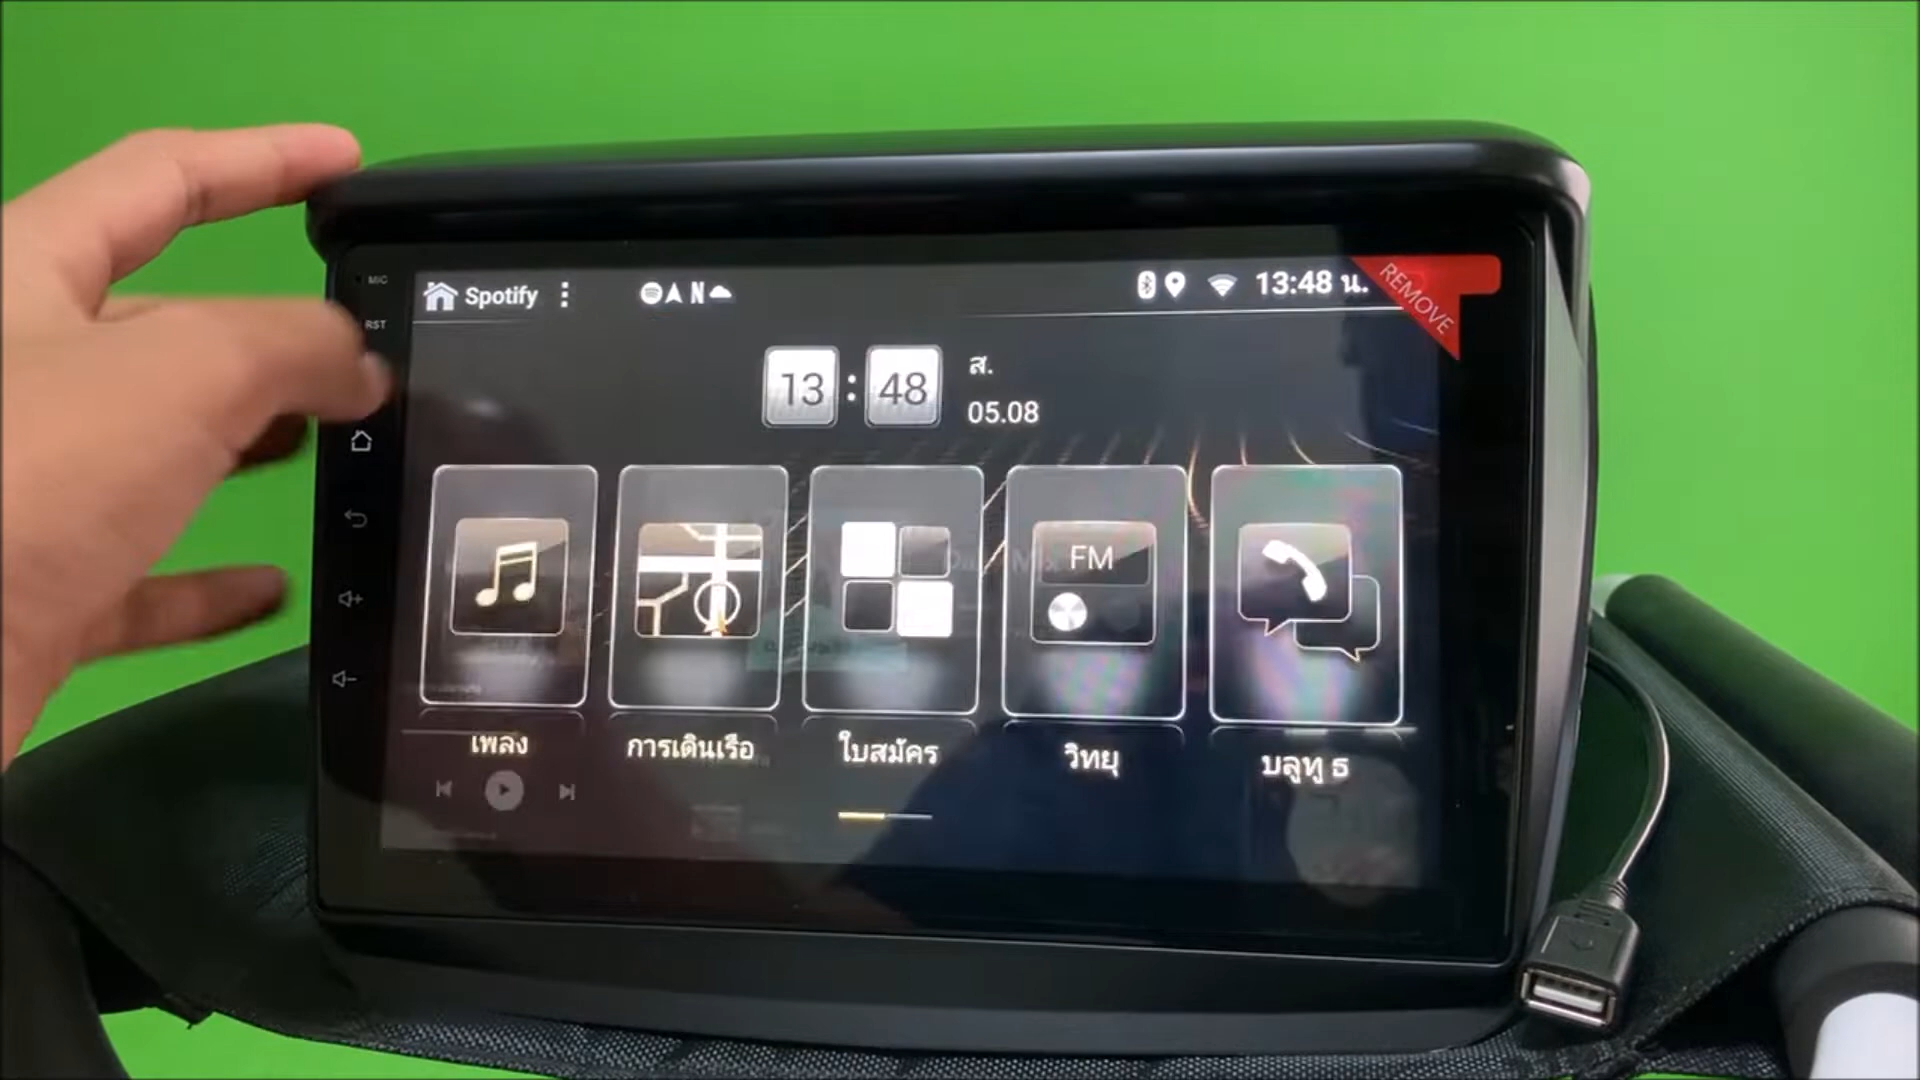 MIC
Spotify
13:48 น.
REMOVE
RST
13 : 48
ส.
05.08
FM
เพลง
การเดินเรือ
ใบสมัคร
วิทยุ
บลูทู ธ